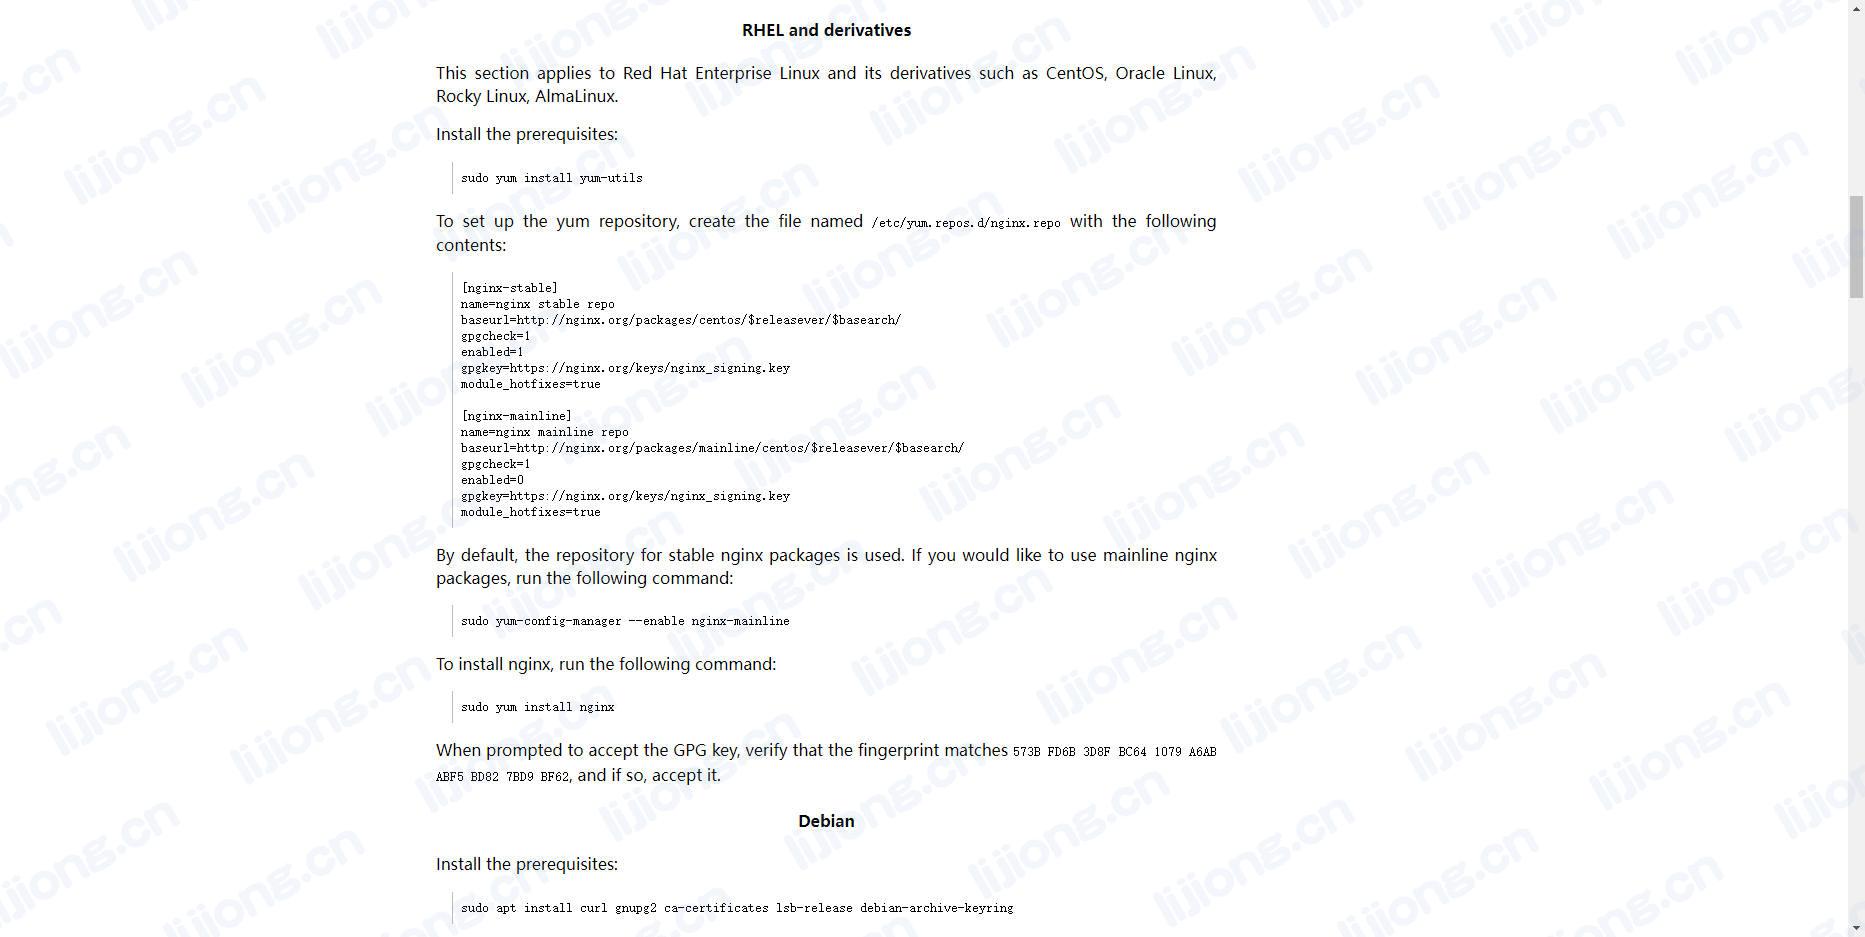 RHEL and derivatives
This section applies to Red Hat Enterprise Linux and its derivatives such as CentOS, Oracle Linux,
Rocky Linux, AlmaLinux.
Install the prerequisites:
sudo yum install yum-utils
To set up the yum repository, create the file named /etc/yum.repos.d/nginx.repo with the following
contents:
[nginx-stable]
name=nginx stable repo
baseurl=http://nginx.org/packages/centos/$releasever/$basearch/
gpgcheck=1
enabled=1
gpgkey=https://nginx.org/keys/nginx_signing.key
module_hotfixes=true
[nginx-mainline]
name=nginx mainline repo
baseurl=http://nginx.org/packages/mainline/centos/$releasever/$basearch/
gpgcheck=1
enabled=0
gpgkey=https://nginx.org/keys/nginx_signing.key
module_hotfixes=true
By default, the repository for stable nginx packages is used. If you would like to use mainline nginx
packages, run the following command:
sudo yum-config-manager --enable nginx-mainline
To install nginx, run the following command:
sudo yum install nginx
When prompted to accept the GPG key, verify that the fingerprint matches 573B FD6B 3D8F BC64 1079 A6AB
ABF5 BD82 7BD9 BF62, and if so, accept it.
Debian
Install the prerequisites:
sudo apt install curl gnupg2 ca-certificates lsb-release debian-archive-keyring
lijiong.cn